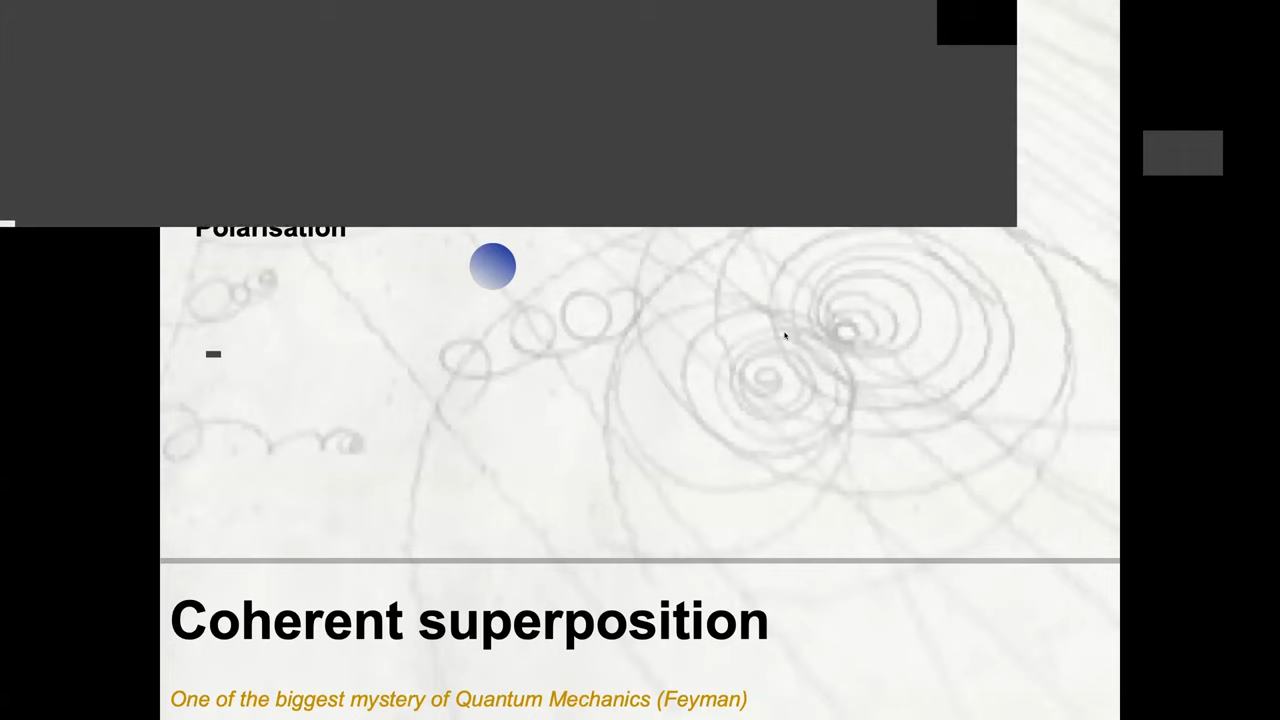 Polarisation
Coherent superposition
One of the biggest mystery of Quantum Mechanics (Feyman)